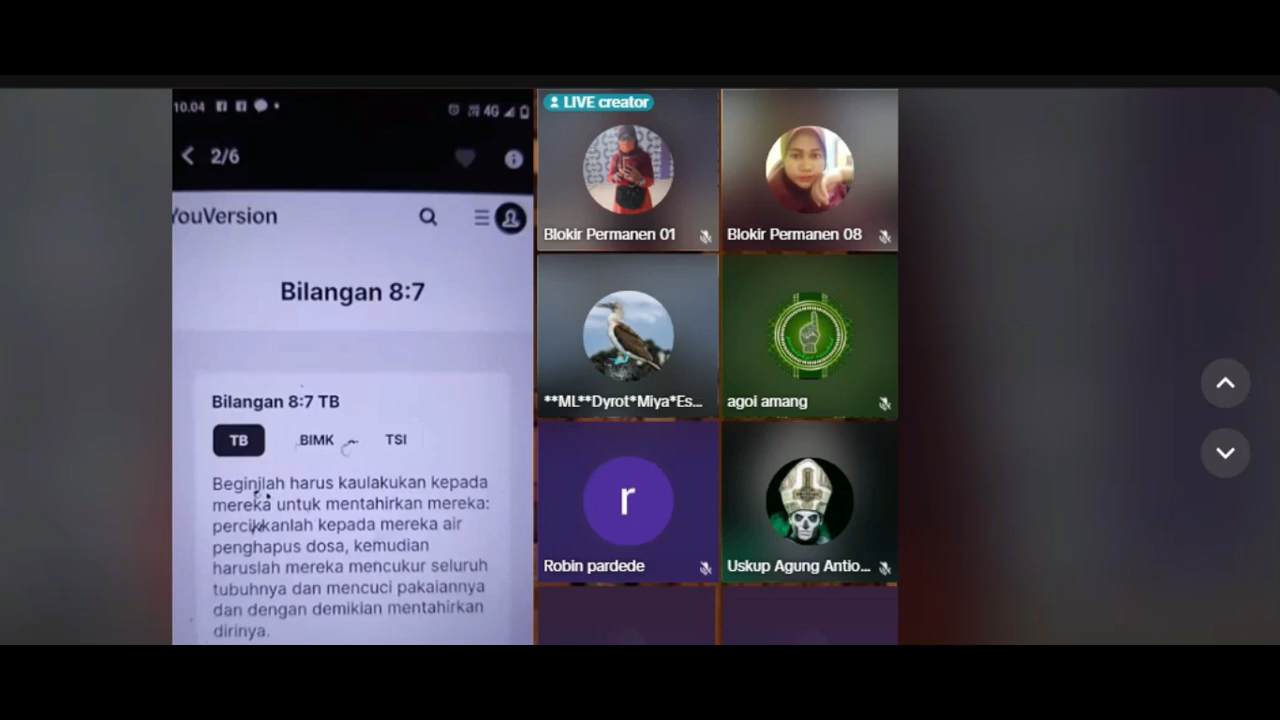 10.04
4G
2/6
YouVersion
Bilangan 8:7
Bilangan 8:7 TB
TB BIMK TSI
Beginilah harus kaulakukan kepada
mereka untuk mentahirkan mereka:
percikkanlah kepada mereka air
penghapus dosa, kemudian
haruslah mereka mencukur seluruh
tubuhnya dan mencuci pakaiannya
dan dengan demikian mentahirkan
dirinya.
LIVE creator
Blokir Permanen 01
Blokir Permanen 08
**ML**Dyrot*Miya*Es...
agoi amang
r
Robin pardede
Uskup Agung Antio...